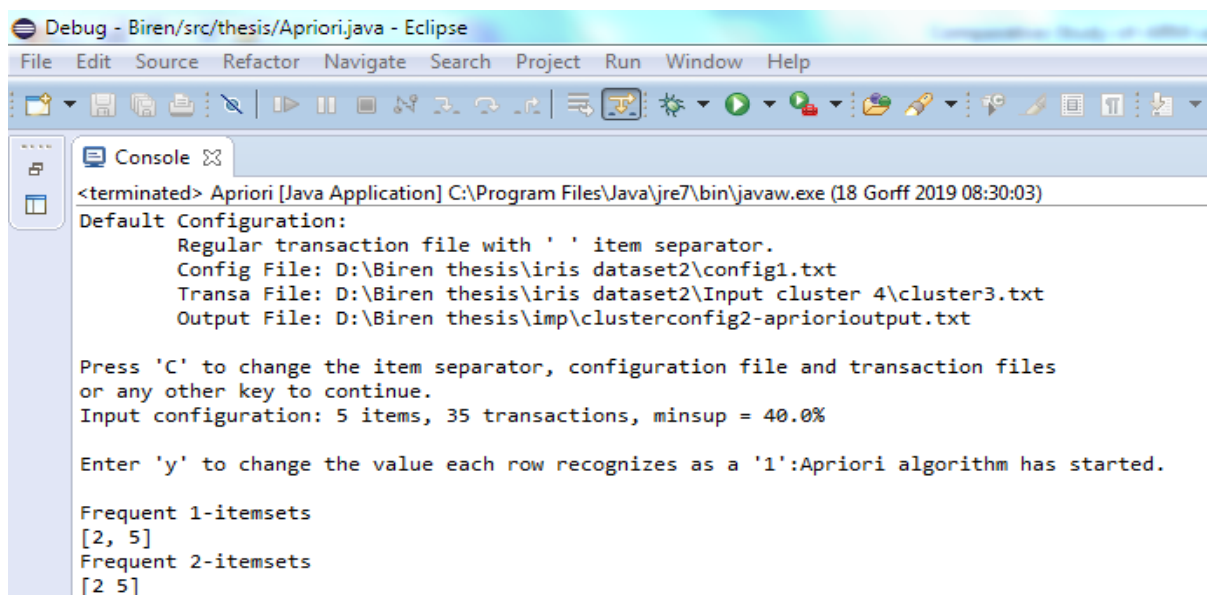 Debug - Biren/src/thesis/Apriori.java - Eclipse
File Edit Source Refactor Navigate Search Project Run Window Help
Console
<terminated> Apriori [Java Application] C:\Program Files\Java\jre7\bin\javaw.exe (18 Gorff 2019 08:30:03)
Default Configuration:
Regular transaction file with ' ' item separator.
Config File: D:\Biren thesis\iris dataset2\config1.txt
Transa File: D:\Biren thesis\iris dataset2\Input cluster 4\cluster3.txt
Output File: D:\Biren thesis\imp\clusterconfig2-apriorioutput.txt
Press 'C' to change the item separator, configuration file and transaction files
or any other key to continue.
Input configuration: 5 items, 35 transactions, minsup = 40.0%
Enter 'y' to change the value each row recognizes as a '1':Apriori algorithm has started.
Frequent 1-itemsets
[2, 5]
Frequent 2-itemsets
[2 5]